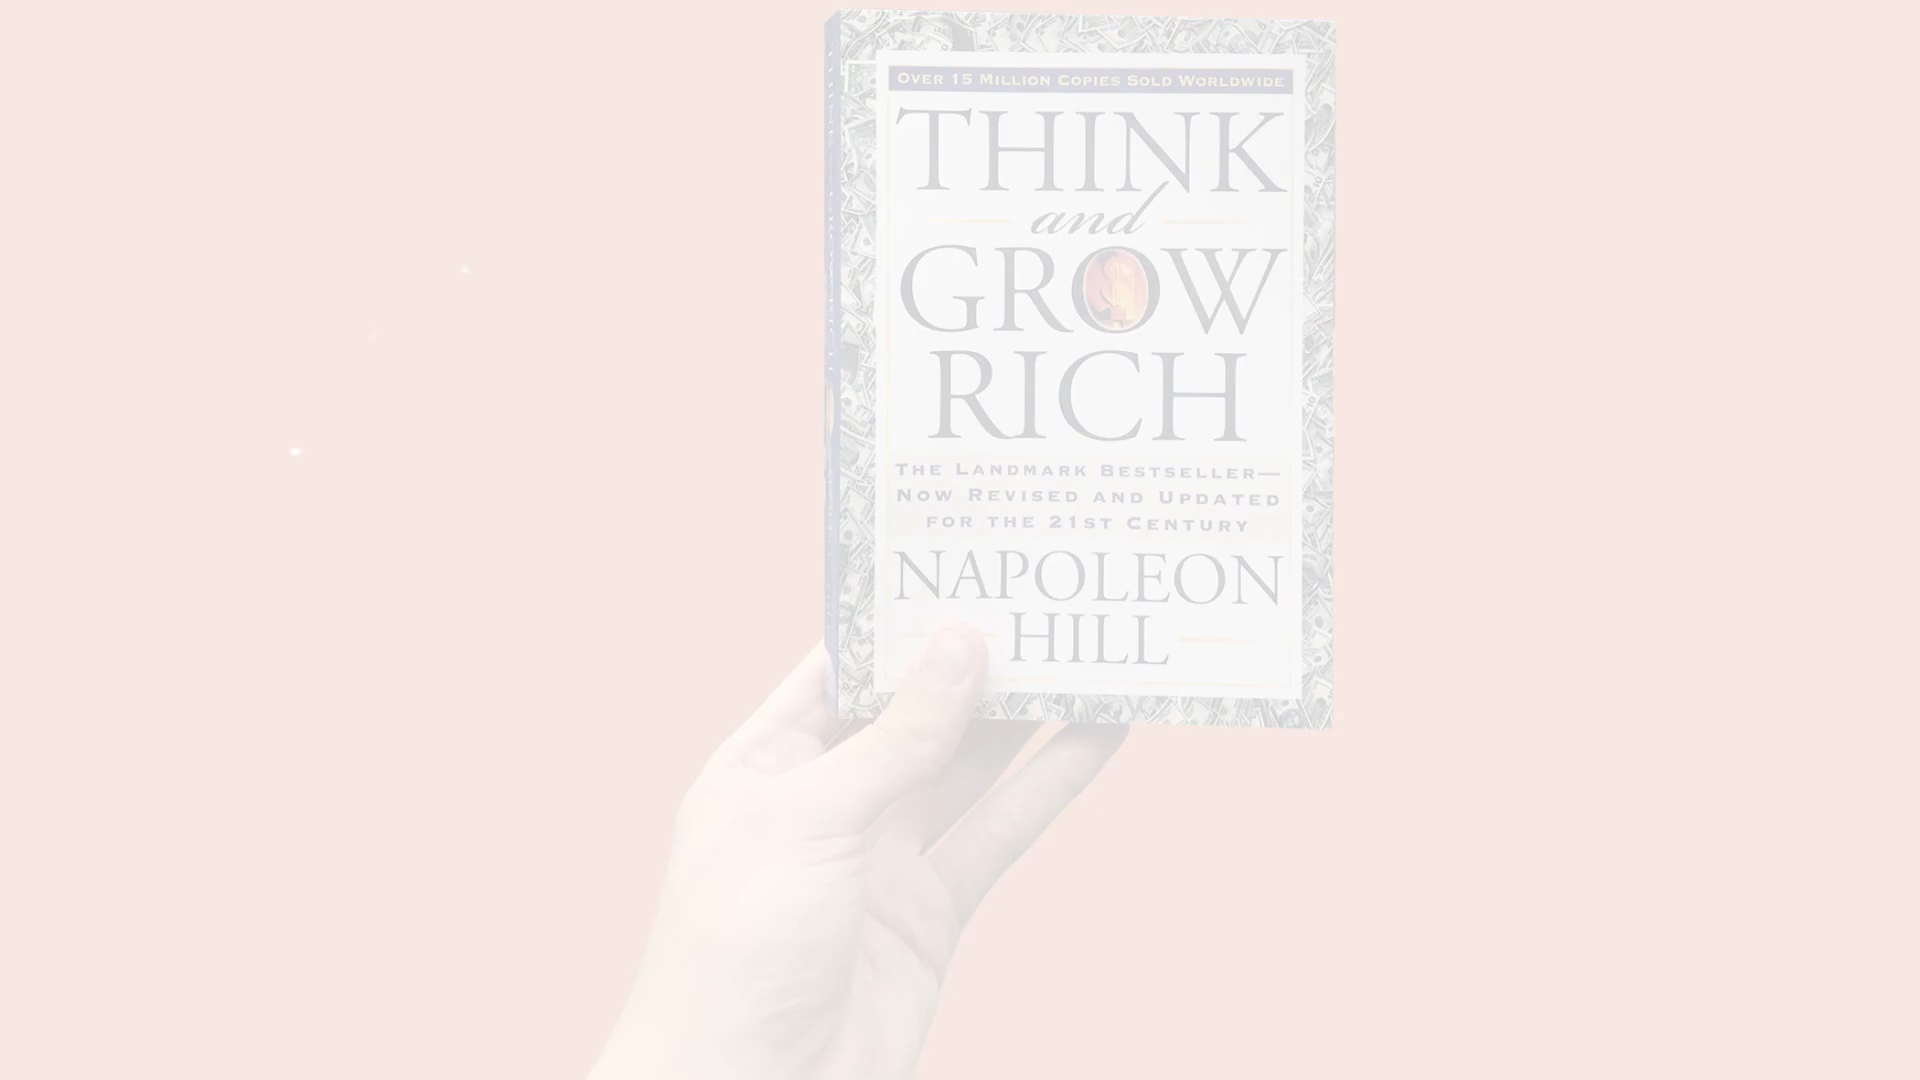 OVER 15 MILLION COPIES SOLD WORLDWIDE
THINK
and
GROW
RICH
THE LANDMARK BESTSELLER—
NOW REVISED AND UPDATED
FOR THE 21ST CENTURY
NAPOLEON
HILL